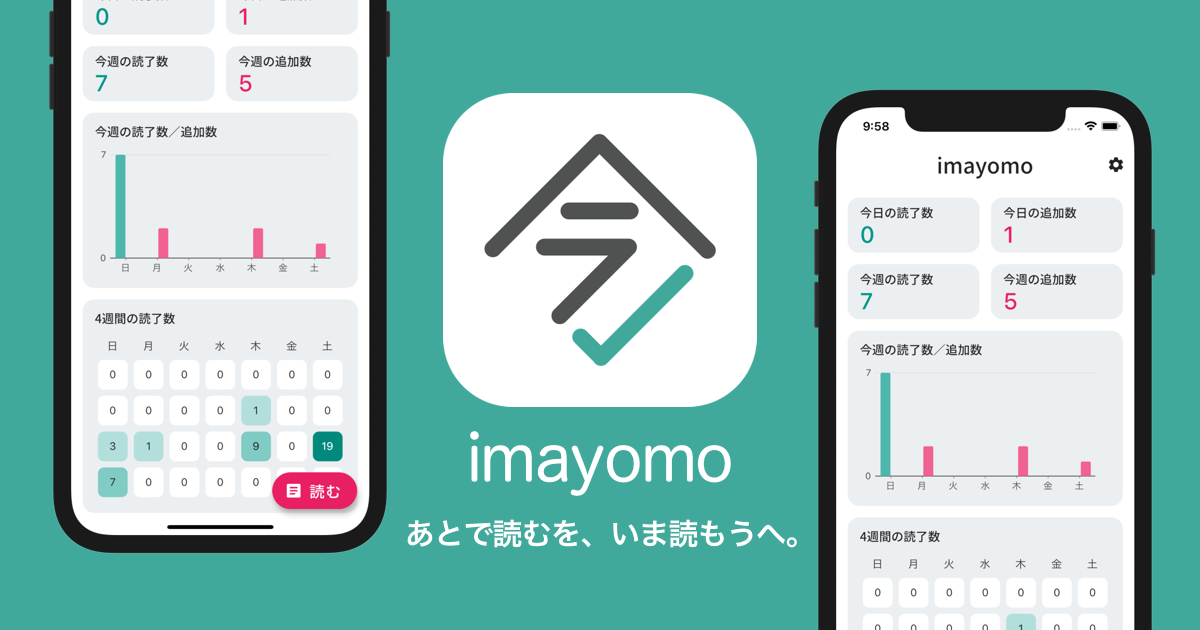 0
1
今週の読了数
今週の追加数
7
5
今週の読了数／追加数
7
0
日 月 火 水 木 金 土
4週間の読了数
日 月 火 水 木 金 土
0 0 0 0 0 0 0
0 0 0 0 1 0 0
3 1 0 0 9 0 19
7 0 0 0 0
読む
imayomo
あとで読むを、いま読もうへ。
9:58
imayomo
今日の読了数
今日の追加数
0
1
今週の読了数
今週の追加数
7
5
今週の読了数／追加数
7
0
日 月 火 水 木 金 土
4週間の読了数
日 月 火 水 木 金 土
0 0 0 0 0 0 0
0 0 0 0 1 0 0